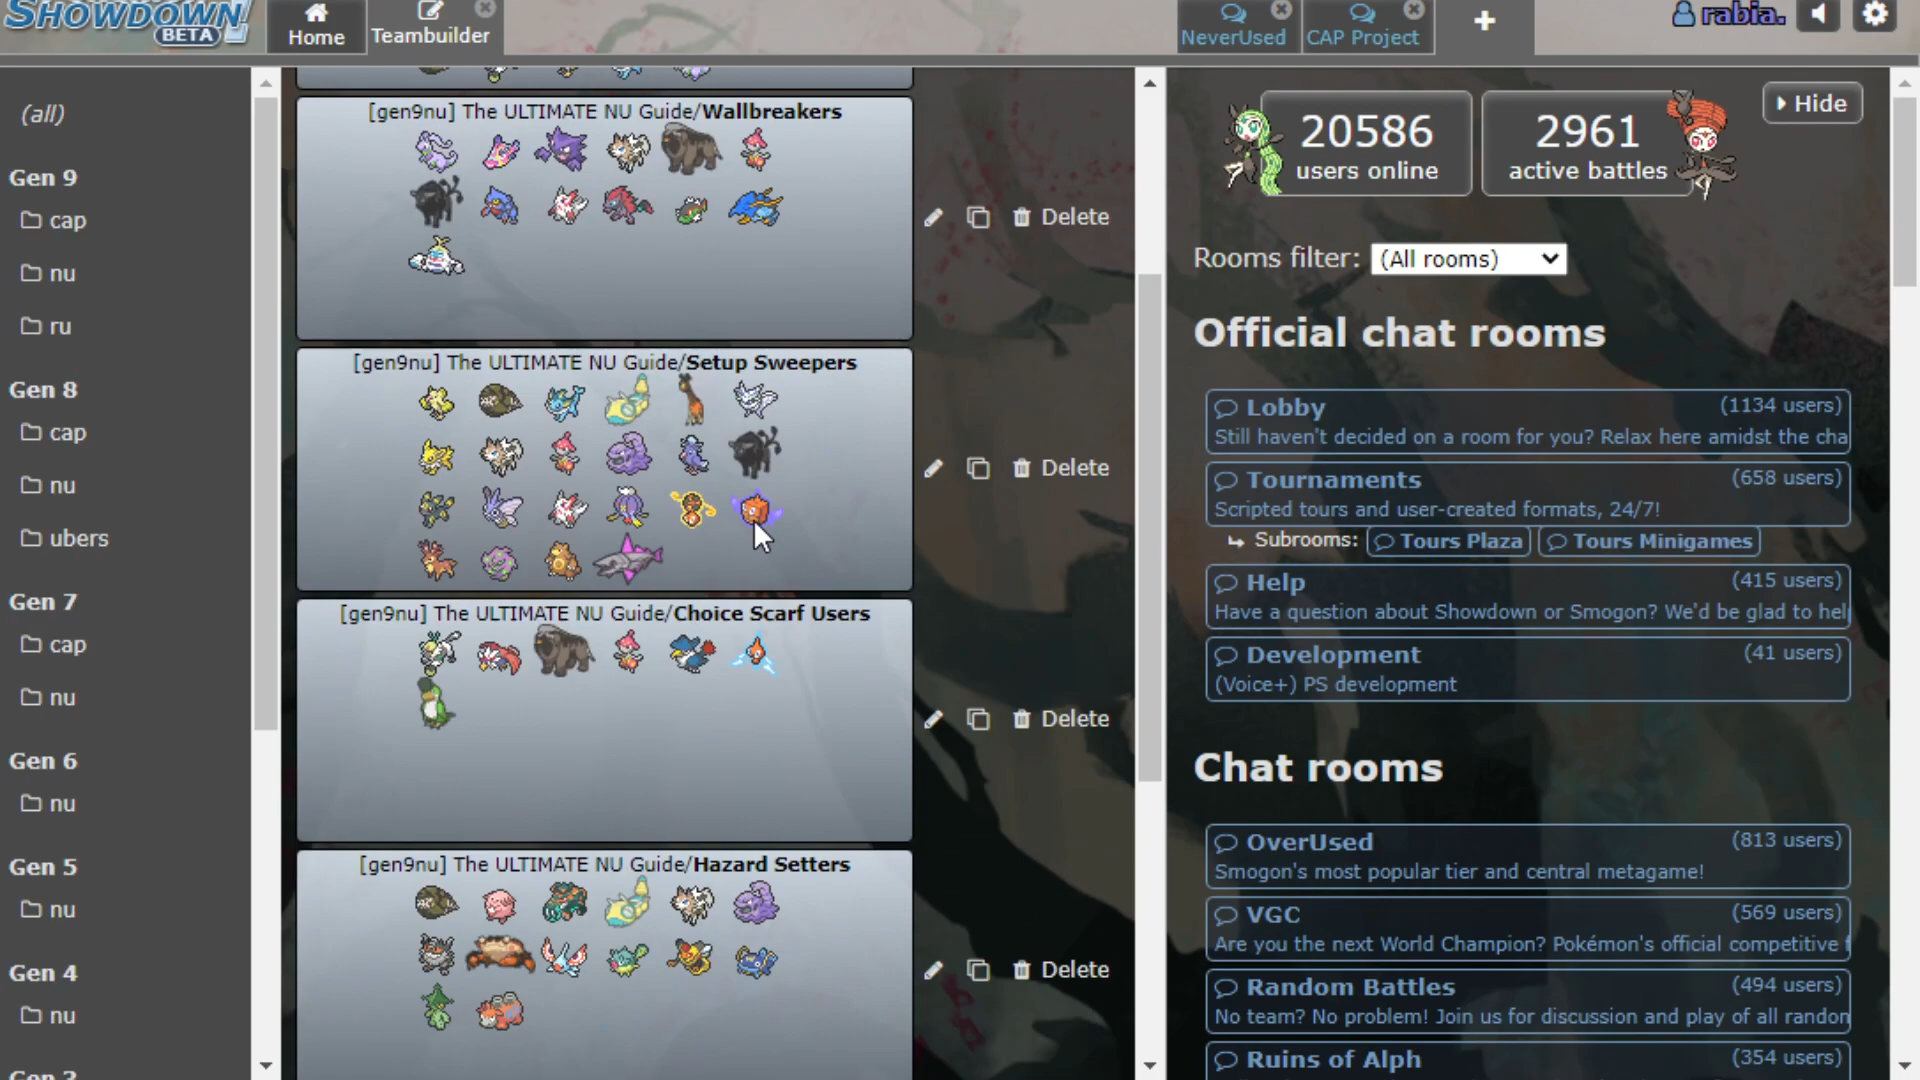 SHOWDOWN
BETA
Home
Teambuilder
NeverUsed
CAP Project
rabia.
(all)
Gen 9
cap
nu
ru
Gen 8
cap
nu
ubers
Gen 7
cap
nu
Gen 6
nu
Gen 5
nu
Gen 4
nu
[gen9nu] The ULTIMATE NU Guide/Wallbreakers
Delete
[gen9nu] The ULTIMATE NU Guide/Setup Sweepers
Delete
[gen9nu] The ULTIMATE NU Guide/Choice Scarf Users
Delete
[gen9nu] The ULTIMATE NU Guide/Hazard Setters
Delete
20586
users online
2961
active battles
Hide
Rooms filter: (All rooms)
Official chat rooms
Lobby (1134 users)
Still haven't decided on a room for you? Relax here amidst the cha
Tournaments (658 users)
Scripted tours and user-created formats, 24/7!
Subrooms: Tours Plaza Tours Minigames
Help (415 users)
Have a question about Showdown or Smogon? We'd be glad to hel
Development (41 users)
(Voice+) PS development
Chat rooms
OverUsed (813 users)
Smogon's most popular tier and central metagame!
VGC (569 users)
Are you the next World Champion? Pokémon's official competitive
Random Battles (494 users)
No team? No problem! Join us for discussion and play of all random
Ruins of Alph (354 users)